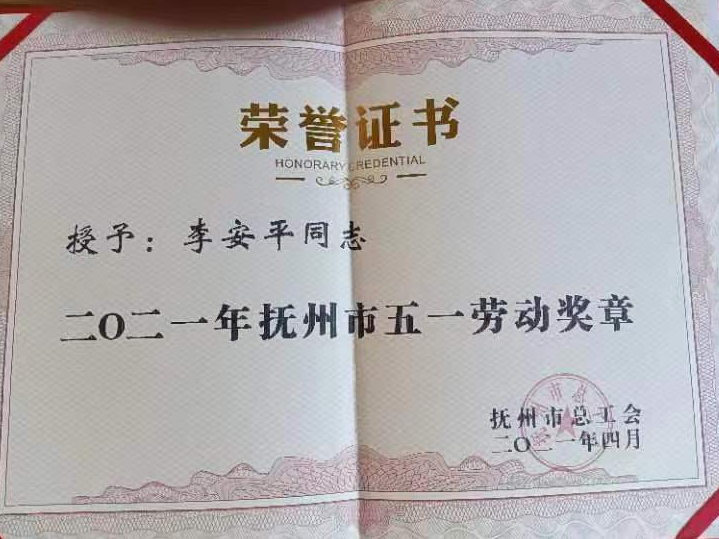 荣誉证书
HONORARY CREDENTIAL
授予：李安平同志
二〇二一年抚州市五一劳动奖章
抚州市总工会
二〇二一年四月